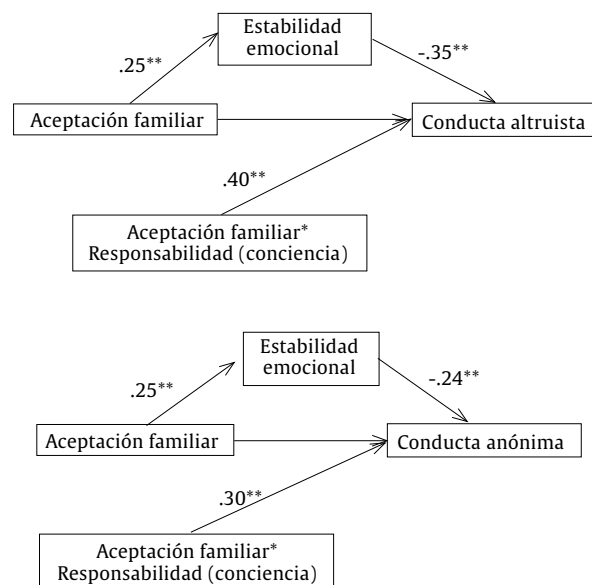 Estabilidad
emocional
.25**
-.35**
Aceptación familiar
Conducta altruista
.40**
Aceptación familiar*
Responsabilidad (conciencia)
Estabilidad
emocional
.25**
-.24**
Aceptación familiar
Conducta anónima
.30**
Aceptación familiar*
Responsabilidad (conciencia)